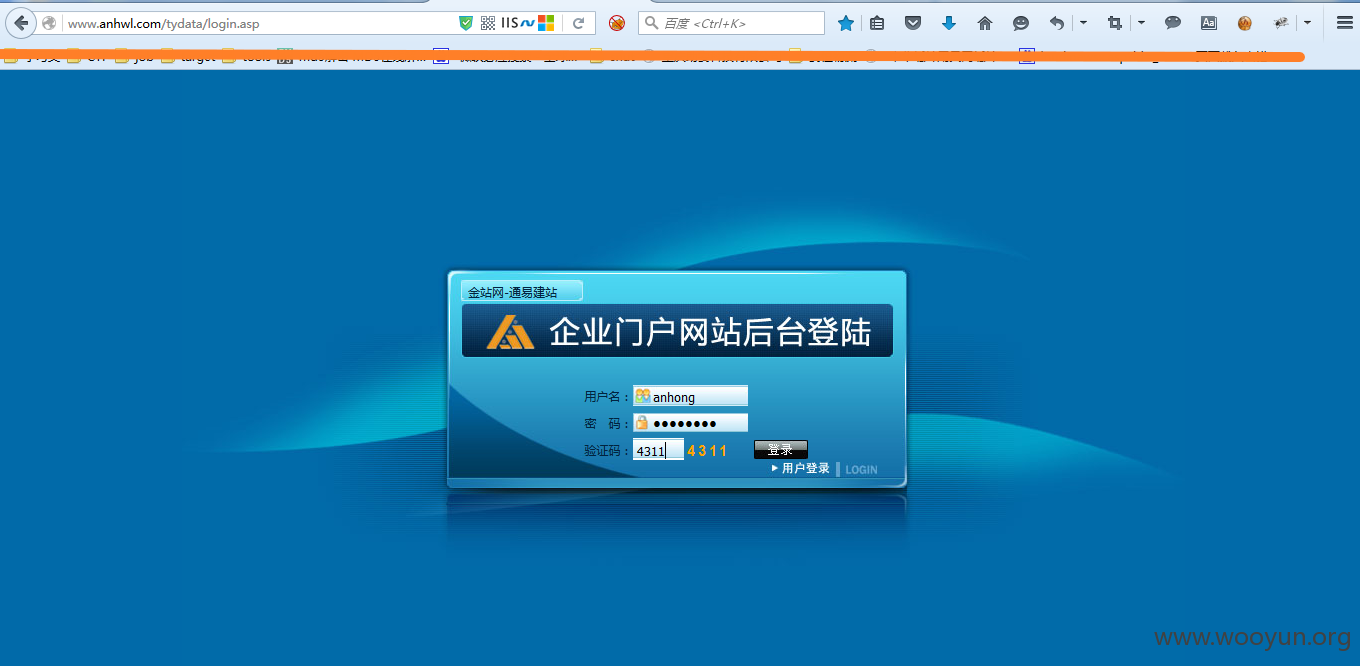 www.anhwl.com/tydata/login.asp
IIS
百度 <Ctrl+K>
Aa
金站网-通易建站
企业门户网站后台登陆
用户名：anhong
密 码：●●●●●●●●
验证码：4311 4311 登录
用户登录 LOGIN
www.wooyun.org